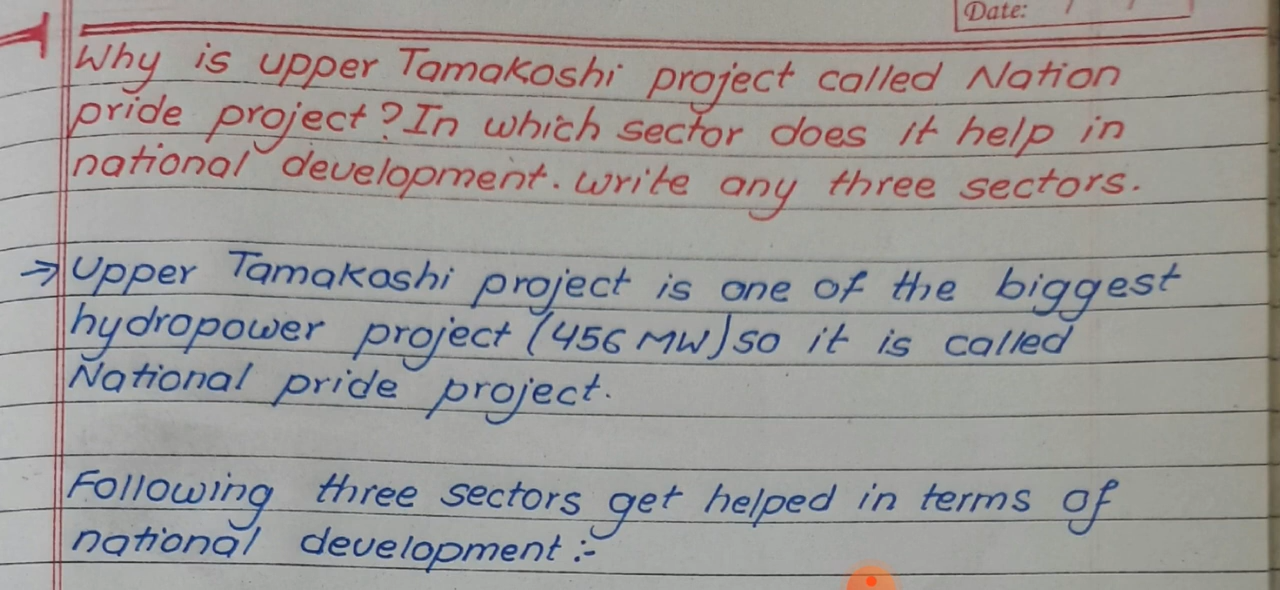 Date: / /
Why is upper Tamakoshi project called Nation
pride project? In which sector does it help in
national development. write any three sectors.
⇒ Upper Tamakoshi project is one of the biggest
hydropower project (456 MW) so it is called
National pride project.
Following three sectors get helped in terms of
national development :-